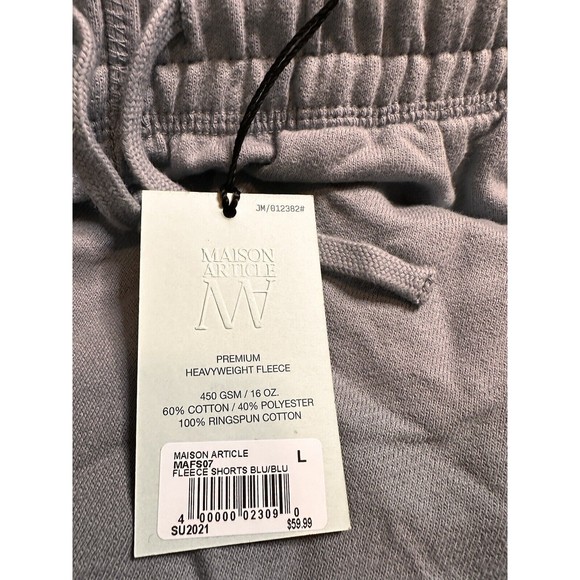 JM/012382#
MAISON
ARTICLE
PREMIUM
HEAVYWEIGHT FLEECE
450 GSM / 16 OZ.
60% COTTON / 40% POLYESTER
100% RINGSPUN COTTON
MAISON ARTICLE L
MAFS07
FLEECE SHORTS BLU/BLU
4 00000 02309 0
SU2021 $59.99